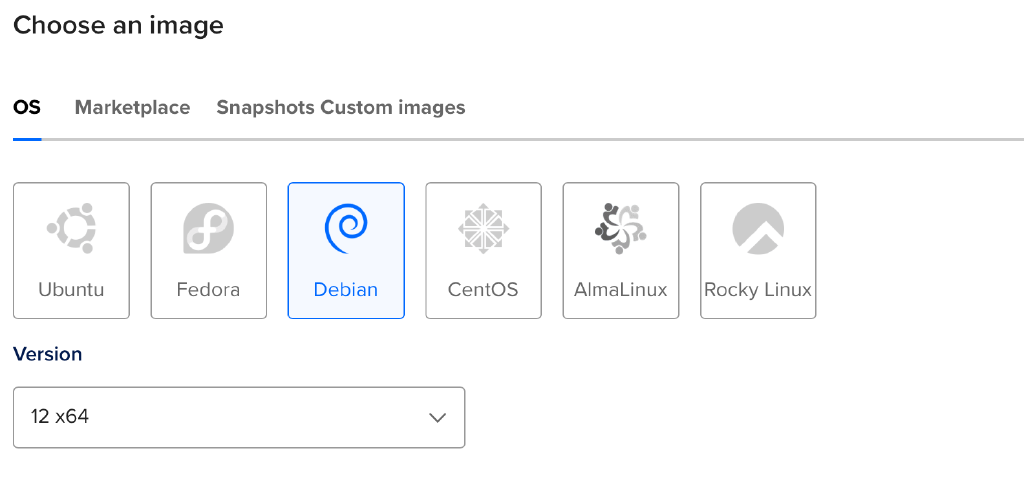 Choose an image
OS Marketplace Snapshots Custom images
Ubuntu Fedora Debian CentOS AlmaLinux Rocky Linux
Version
12 x64